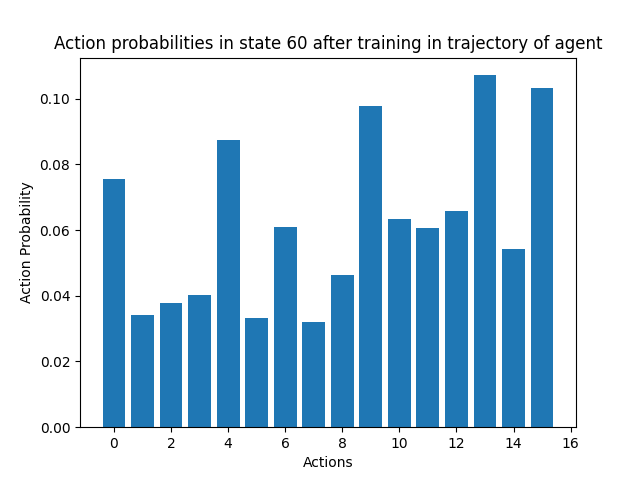 Action probabilities in state 60 after training in trajectory of agent
Action Probability
0.10
0.08
0.06
0.04
0.02
0.00
0 2 4 6 8 10 12 14 16
Actions